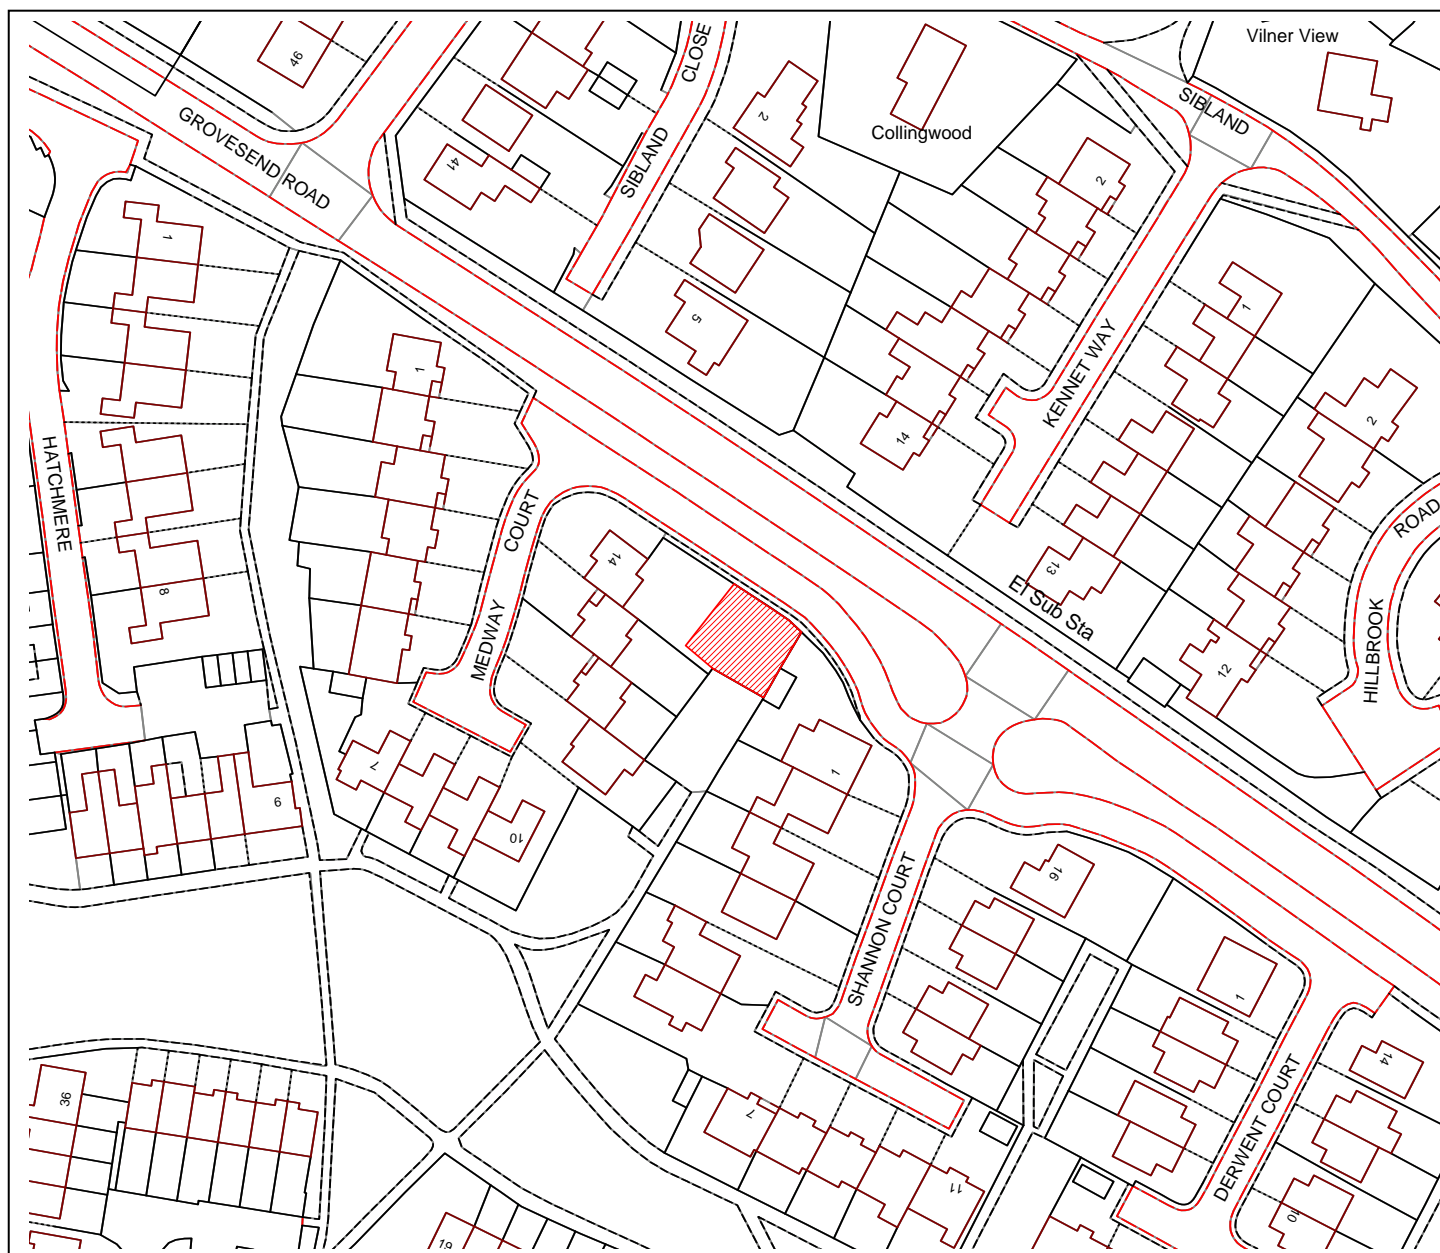 Vilner View
46
CLOSE
SIBLAND
2
Collingwood
GROVESEND ROAD
41
SIBLAND
2
1
5
1
1
KENNET WAY
2
14
HATCHMERE
COURT
ROAD
14
13
El Sub Sta
8
MEDWAY
12
HILLBROOK
7
1
9
10
16
SHANNON COURT
1
14
36
7
DERWENT COURT
11
10
19